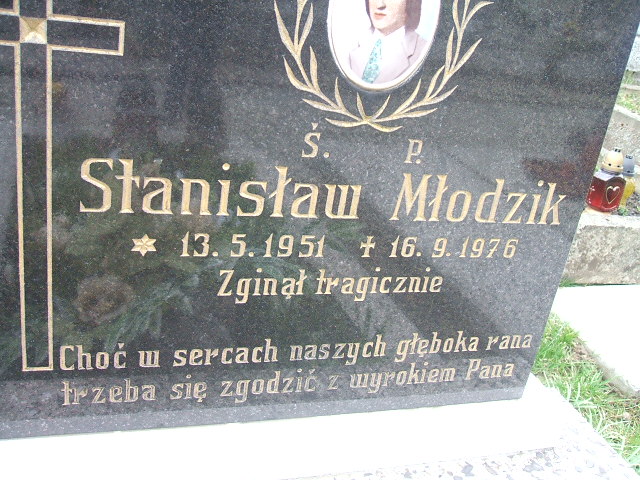 Ś. P.
Stanisław Młodzik
13.5.1951 16.9.1976
Zginął tragicznie
Choć w sercach naszych głęboka rana
trzeba się zgodzić z wyrokiem Pana